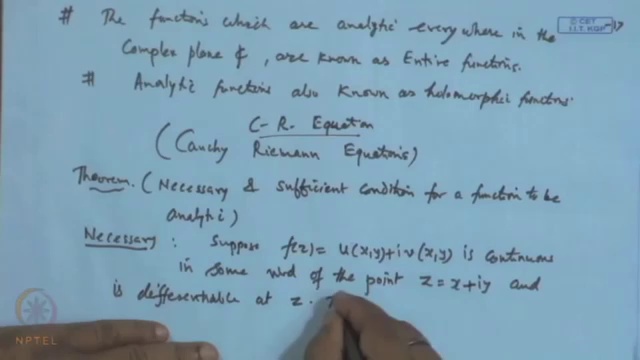 # The functions which are analytic everywhere in the
Complex plane ₵, are known as Entire functions.
# Analytic functions also known as holomorphic functions.
C-R. Equation
(Cauchy Riemann Equations)
Theorem. (Necessary & sufficient condition for a function to be
analytic)
Necessary : Suppose f(z) = u(x,y)+iv(x,y) is continuous
in some nbd of the point z = x+iy and
is differentiable at z.
© CET
I.I.T. KGP
NPTEL